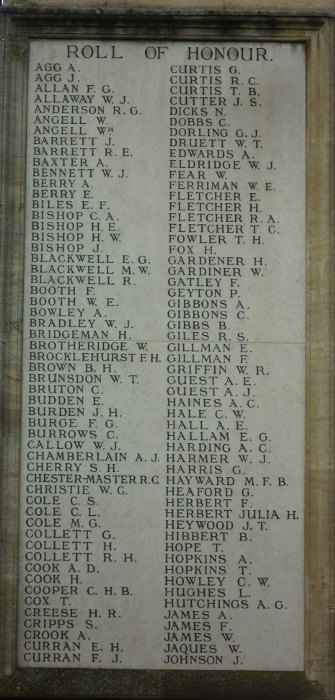 ROLL OF HONOUR.
AGG A.
AGG J.
ALLAN F. G.
ALLAWAY W. J.
ANDERSON R. G.
ANGELL W.
ANGELL Wᴹ
BARRETT J.
BARRETT R. E.
BAXTER A.
BENNETT W. J.
BERRY A.
BERRY E.
BILES E. F.
BISHOP C. A.
BISHOP H. E.
BISHOP H. W.
BISHOP J.
BLACKWELL E. G.
BLACKWELL M. W.
BLACKWELL R.
BOOTH F.
BOOTH W. E.
BOWLEY A.
BRADLEY W. J.
BRIDGEMAN H.
BROTHERIDGE W.
BROCKLEHURST F. H.
BROWN B. H.
BRUNSDON W. T.
BRUTON C.
BUDDEN E.
BURDEN J. H.
BURGE F. G.
BURROWS C.
CALLOW W. J.
CHAMBERLAIN A. J.
CHERRY S. H.
CHESTER-MASTER R. C.
CHRISTIE W. C.
COLE C. S.
COLE C. L.
COLE M. G.
COLLETT G.
COLLETT H.
COLLETT R. H.
COOK A. D.
COOK H.
COOPER C. H. B.
COX T.
CREESE H. R.
CRIPPS S.
CROOK A.
CURRAN E. H.
CURRAN F. J.
CURTIS G.
CURTIS R. C.
CURTIS T. B.
CUTTER J. S.
DICKS N.
DOBBS C.
DORLING G. J.
DRUETT W. T.
EDWARDS A.
ELDRIDGE W. J.
FEAR W.
FERRIMAN W. E.
FLETCHER E.
FLETCHER H.
FLETCHER R. A.
FLETCHER T. C.
FOWLER T. H.
FOX H.
GARDENER H.
GARDINER W.
GATLEY F.
GEYTON P.
GIBBONS A.
GIBBONS C.
GIBBS B.
GILES R. S.
GILLMAN E.
GILLMAN F.
GRIFFIN W. R.
GUEST A. E.
GUEST A. J.
HAINES A. C.
HALE C. W.
HALL A. E.
HALLAM E. G.
HARDING A. C.
HARMER W. J.
HARRIS G.
HAYWARD M. F. B.
HEAFORD G.
HERBERT F.
HERBERT JULIA H.
HEYWOOD J. T.
HIBBERT B.
HOPE T.
HOPKINS A.
HOPKINS T.
HOWLEY C. W.
HUGHES L.
HUTCHINGS A. G.
JAMES A.
JAMES F.
JAMES W.
JAQUES W.
JOHNSON J.